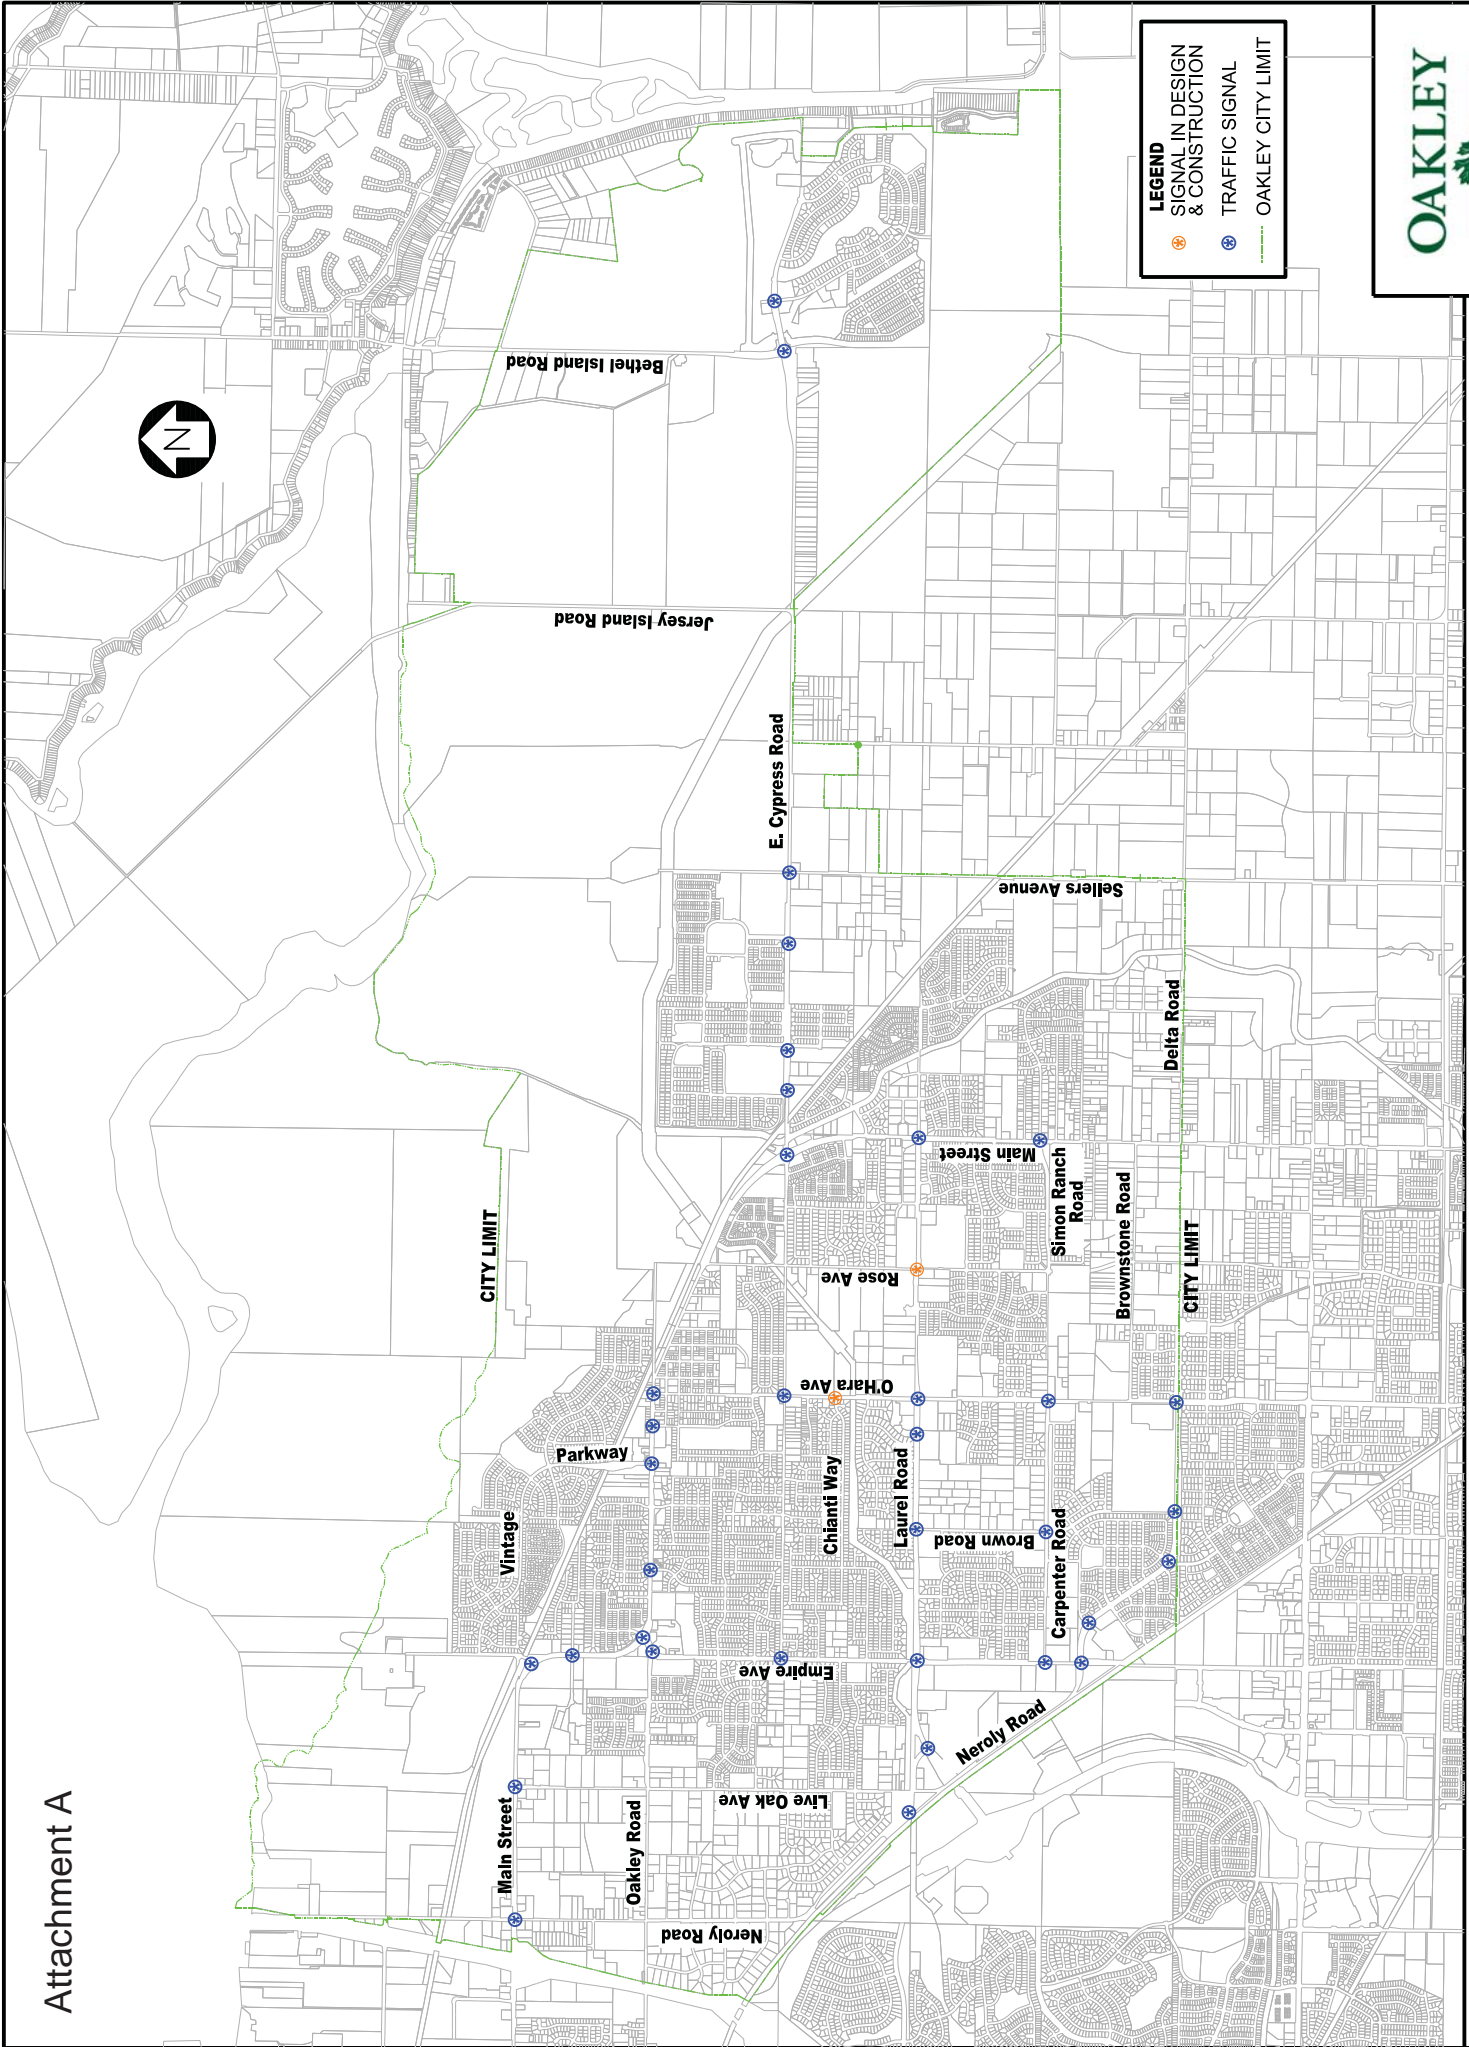 Attachment A
N
LEGEND
SIGNAL IN DESIGN
& CONSTRUCTION
TRAFFIC SIGNAL
OAKLEY CITY LIMIT
OAKLEY
Bethel Island Road
Jersey Island Road
E. Cypress Road
Sellers Avenue
Delta Road
CITY LIMIT
Main Street
Simon Ranch
Road
Brownstone Road
CITY LIMIT
Rose Ave
O'Hara Ave
Parkway
Vintage
Chianti Way
Laurel Road
Brown Road
Carpenter Road
Empire Ave
Neroly Road
Live Oak Ave
Main Street
Oakley Road
Neroly Road